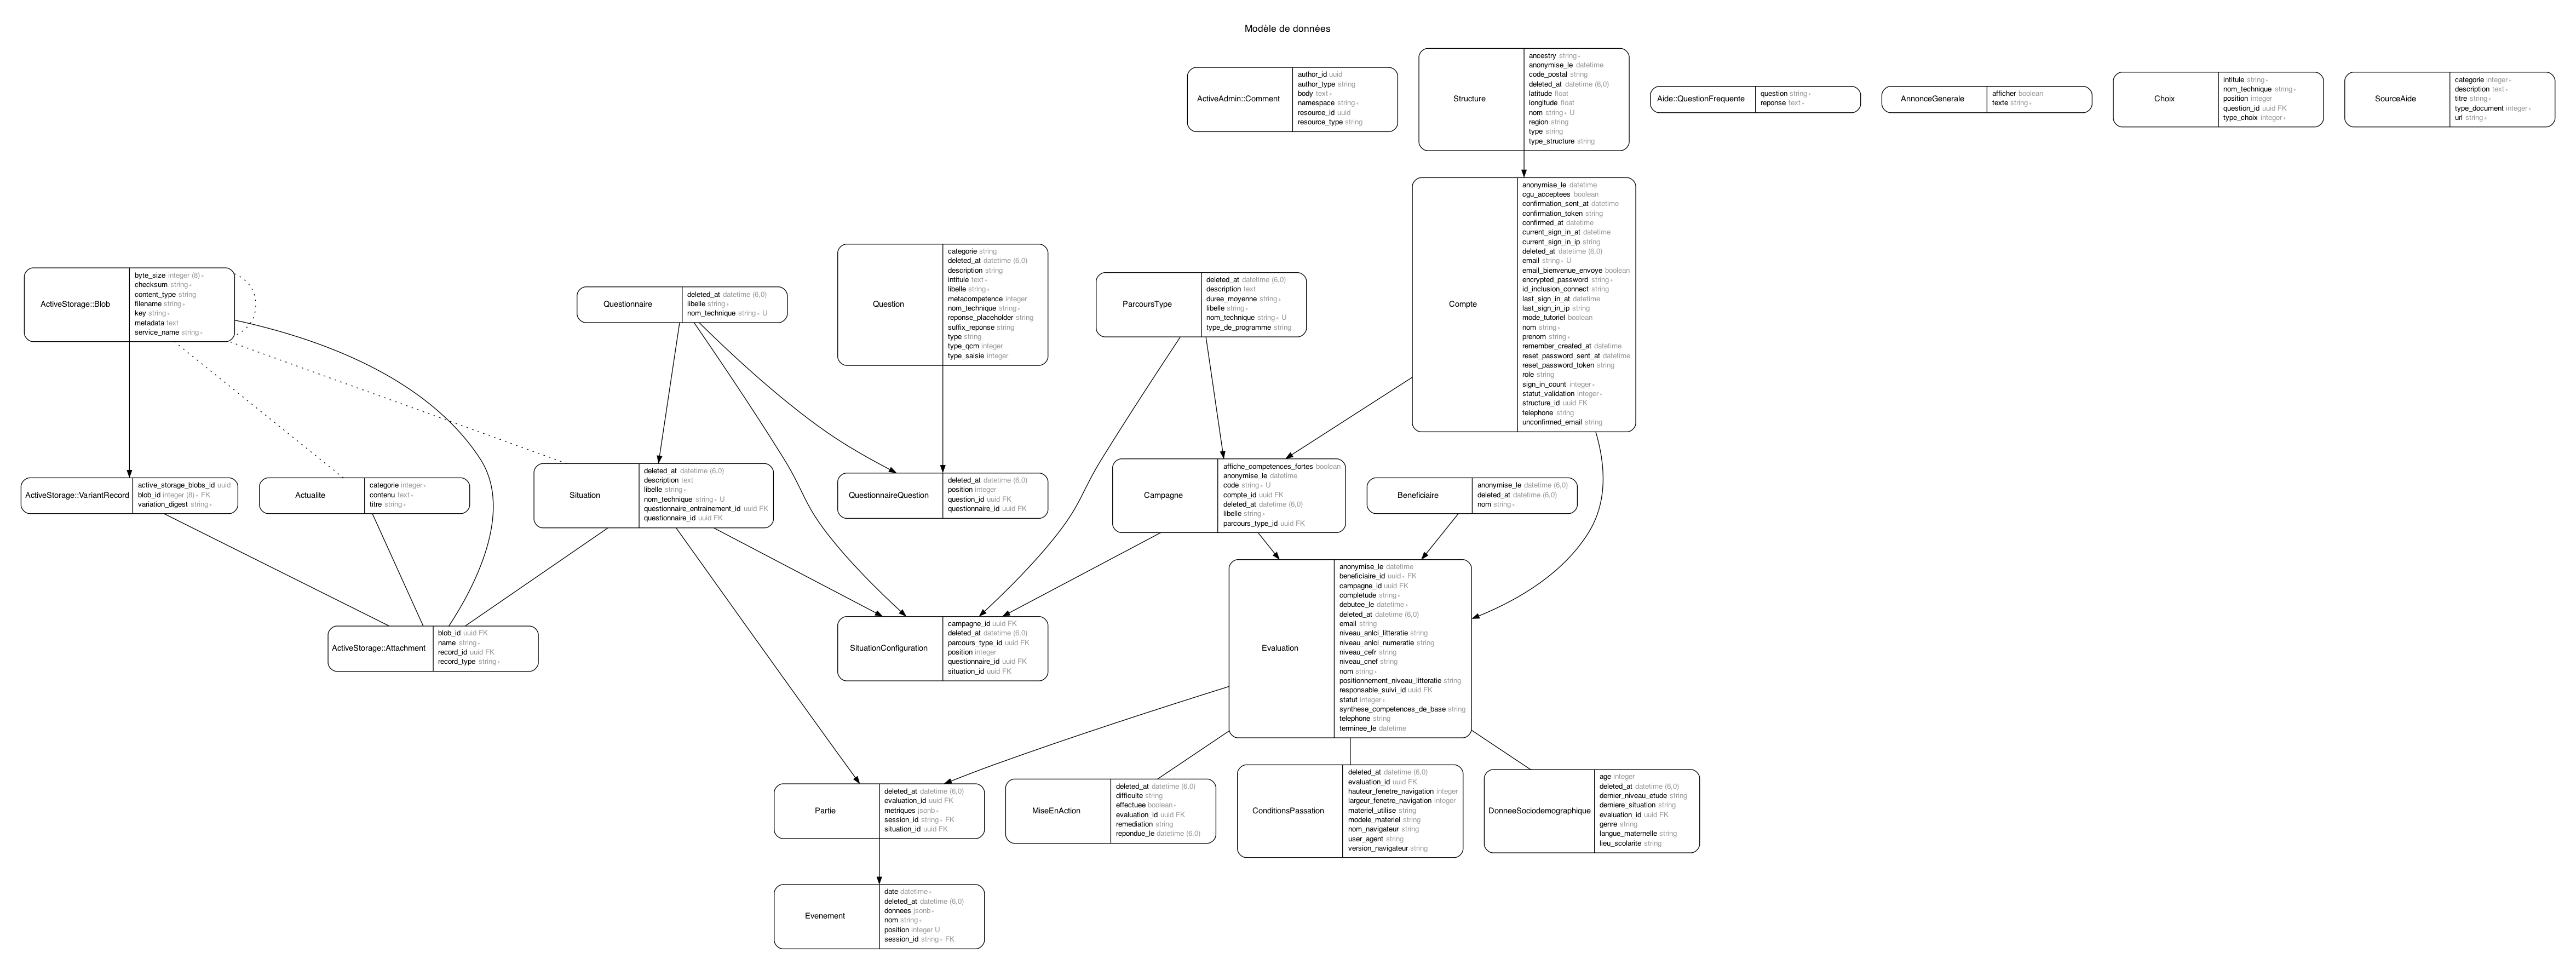 Modèle de données
ActiveAdmin::Comment
author_id uuid
author_type string
body text *
namespace string *
resource_id uuid
resource_type string
Structure
ancestry string *
anonymise_le datetime
code_postal string
deleted_at datetime (6,0)
latitude float
longitude float
nom string * U
region string
type string
type_structure string
Aide::QuestionFrequente
question string *
reponse text *
AnnonceGenerale
afficher boolean
texte string *
Choix
intitule string *
nom_technique string *
position integer
question_id uuid FK
type_choix integer *
SourceAide
categorie integer *
description text *
titre string *
type_document integer *
url string *
Compte
anonymise_le datetime
cgu_acceptees boolean
confirmation_sent_at datetime
confirmation_token string
confirmed_at datetime
current_sign_in_at datetime
current_sign_in_ip string
deleted_at datetime (6,0)
email string * U
email_bienvenue_envoye boolean
encrypted_password string *
id_inclusion_connect string
last_sign_in_at datetime
last_sign_in_ip string
mode_tutoriel boolean
nom string *
prenom string *
remember_created_at datetime
reset_password_sent_at datetime
reset_password_token string
role string
sign_in_count integer *
statut_validation integer *
structure_id uuid FK
telephone string
unconfirmed_email string
ActiveStorage::Blob
byte_size integer (8) *
checksum string *
content_type string
filename string *
key string *
metadata text
service_name string *
Questionnaire
deleted_at datetime (6,0)
libelle string *
nom_technique string * U
Question
categorie string
deleted_at datetime (6,0)
description string
intitule text *
libelle string *
metacompetence integer
nom_technique string *
reponse_placeholder string
suffix_reponse string
type string
type_qcm integer
type_saisie integer
ParcoursType
deleted_at datetime (6,0)
description text
duree_moyenne string *
libelle string *
nom_technique string * U
type_de_programme string
ActiveStorage::VariantRecord
active_storage_blobs_id uuid
blob_id integer (8) * FK
variation_digest string *
Actualite
categorie integer *
contenu text *
titre string *
Situation
deleted_at datetime (6,0)
description text
libelle string *
nom_technique string * U
questionnaire_entrainement_id uuid FK
questionnaire_id uuid FK
QuestionnaireQuestion
deleted_at datetime (6,0)
position integer
question_id uuid FK
questionnaire_id uuid FK
Campagne
affiche_competences_fortes boolean
anonymise_le datetime
code string * U
compte_id uuid FK
deleted_at datetime (6,0)
libelle string *
parcours_type_id uuid FK
Beneficiaire
anonymise_le datetime (6,0)
deleted_at datetime (6,0)
nom string *
ActiveStorage::Attachment
blob_id uuid FK
name string *
record_id uuid FK
record_type string *
SituationConfiguration
campagne_id uuid FK
deleted_at datetime (6,0)
parcours_type_id uuid FK
position integer
questionnaire_id uuid FK
situation_id uuid FK
Evaluation
anonymise_le datetime
beneficiaire_id uuid * FK
campagne_id uuid FK
completude string *
debutee_le datetime *
deleted_at datetime (6,0)
email string
niveau_anlci_litteratie string
niveau_anlci_numeratie string
niveau_cefr string
niveau_cnef string
nom string *
positionnement_niveau_litteratie string
responsable_suivi_id uuid FK
statut integer *
synthese_competences_de_base string
telephone string
terminee_le datetime
Partie
deleted_at datetime (6,0)
evaluation_id uuid FK
metriques jsonb *
session_id string * FK
situation_id uuid FK
MiseEnAction
deleted_at datetime (6,0)
difficulte string
effectuee boolean *
evaluation_id uuid FK
remediation string
repondue_le datetime (6,0)
ConditionsPassation
deleted_at datetime (6,0)
evaluation_id uuid FK
hauteur_fenetre_navigation integer
largeur_fenetre_navigation integer
materiel_utilise string
modele_materiel string
nom_navigateur string
user_agent string
version_navigateur string
DonneeSociodemographique
age integer
deleted_at datetime (6,0)
dernier_niveau_etude string
derniere_situation string
evaluation_id uuid FK
genre string
langue_maternelle string
lieu_scolarite string
Evenement
date datetime *
deleted_at datetime (6,0)
donnees jsonb *
nom string *
position integer U
session_id string * FK